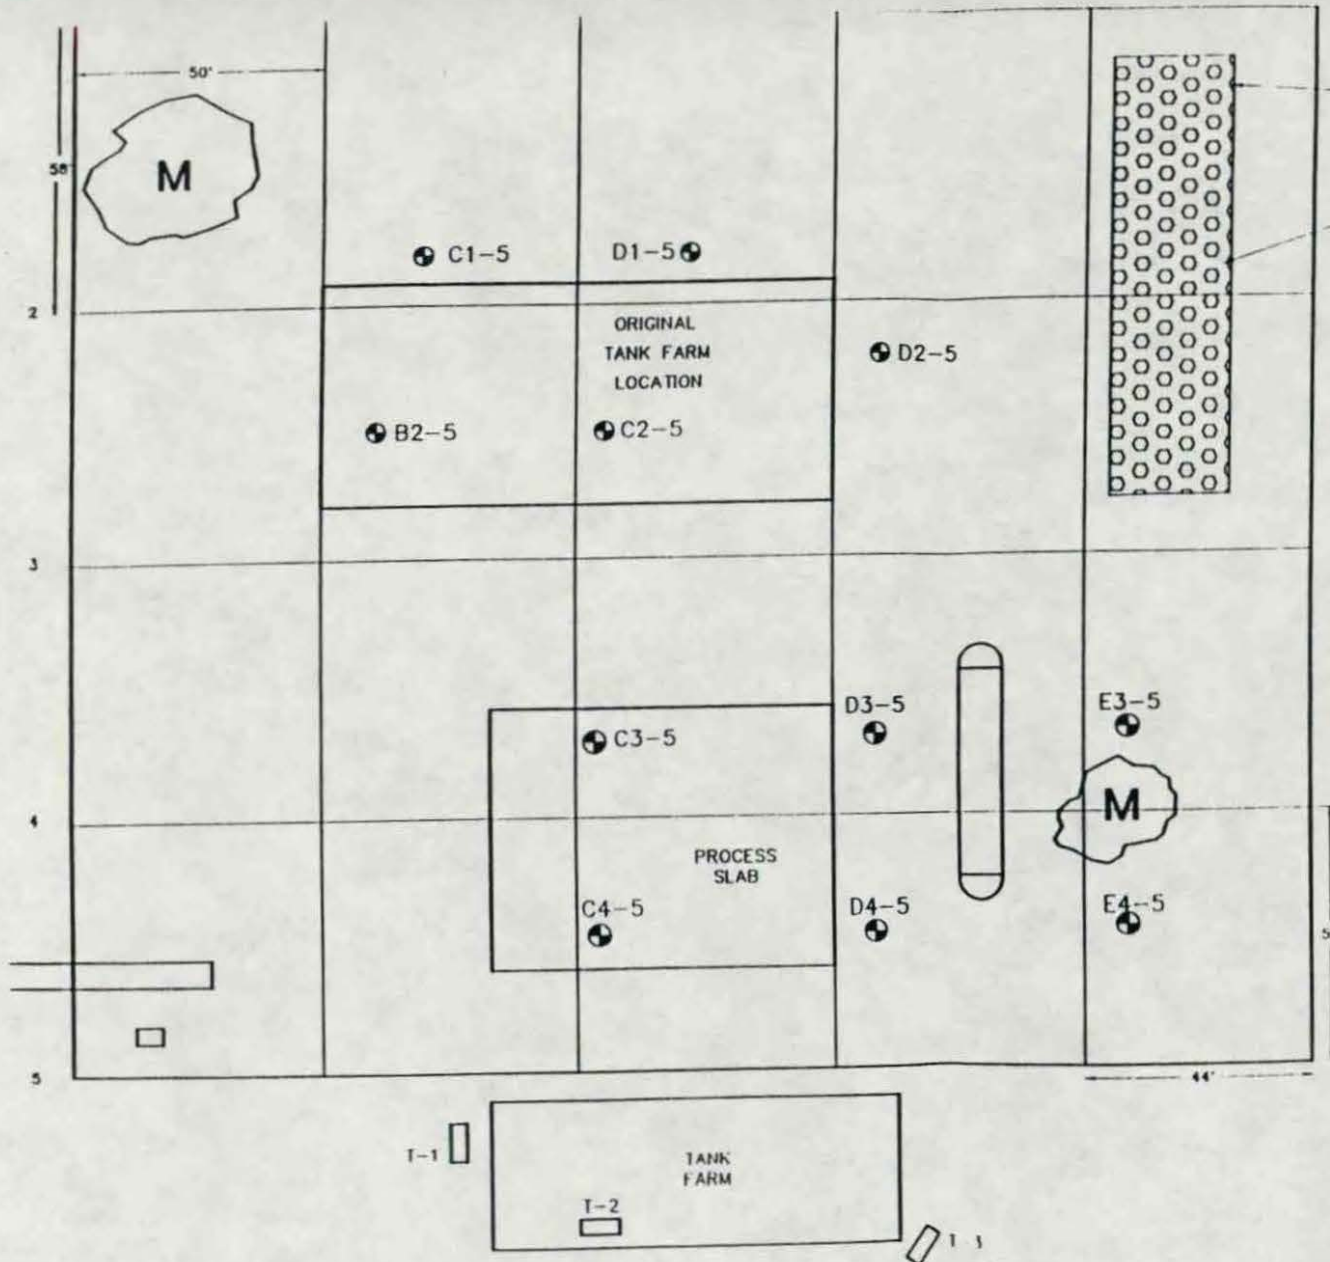 50'
58'
M
C1-5
D1-5
2
ORIGINAL
TANK FARM
LOCATION
D2-5
B2-5
C2-5
3
D3-5
E3-5
C3-5
M
4
PROCESS
SLAB
C4-5
D4-5
E4-5
5
44'
T-1
TANK
FARM
T-2